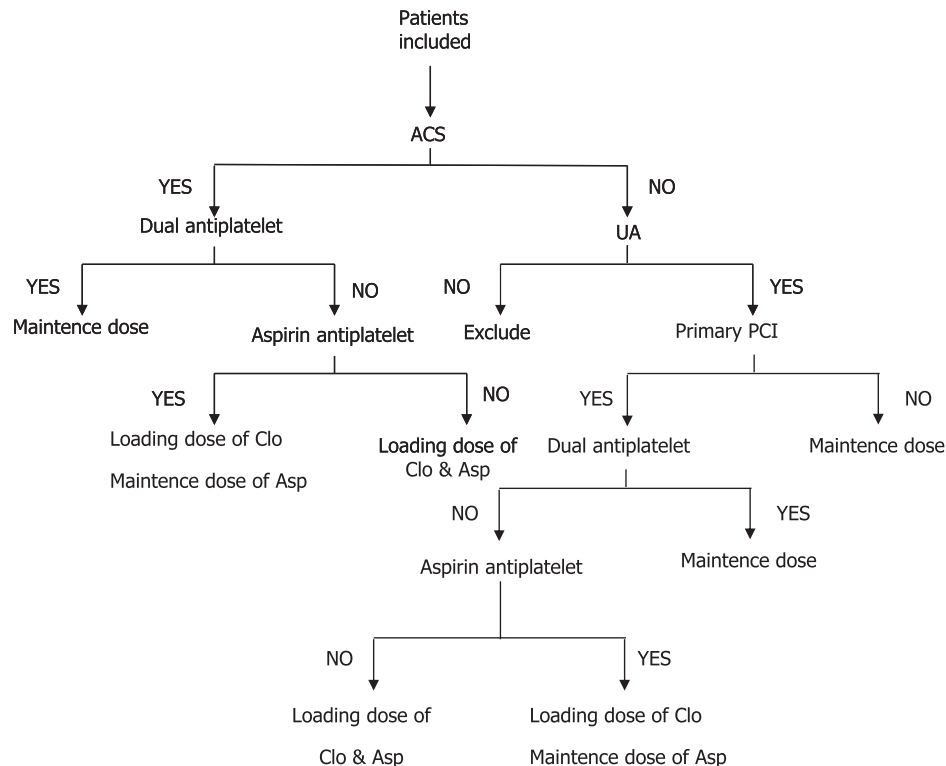 Patients
included
ACS
YES
NO
Dual antiplatelet
UA
YES
NO
NO
YES
Maintence dose
Aspirin antiplatelet
Exclude
Primary PCI
YES
NO
YES
NO
Loading dose of Clo
Maintence dose of Asp
Loading dose of
Clo & Asp
Dual antiplatelet
Maintence dose
NO
YES
Aspirin antiplatelet
Maintence dose
NO
YES
Loading dose of
Clo & Asp
Loading dose of Clo
Maintence dose of Asp